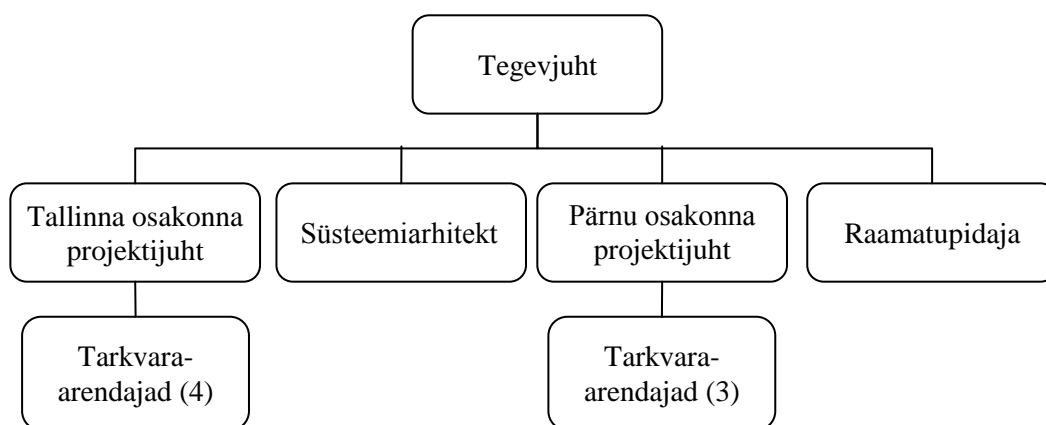 Tegevjuht
Tallinna osakonna
projektijuht
Süsteemiarhitekt
Pärnu osakonna
projektijuht
Raamatupidaja
Tarkvara-
arendajad (4)
Tarkvara-
arendajad (3)